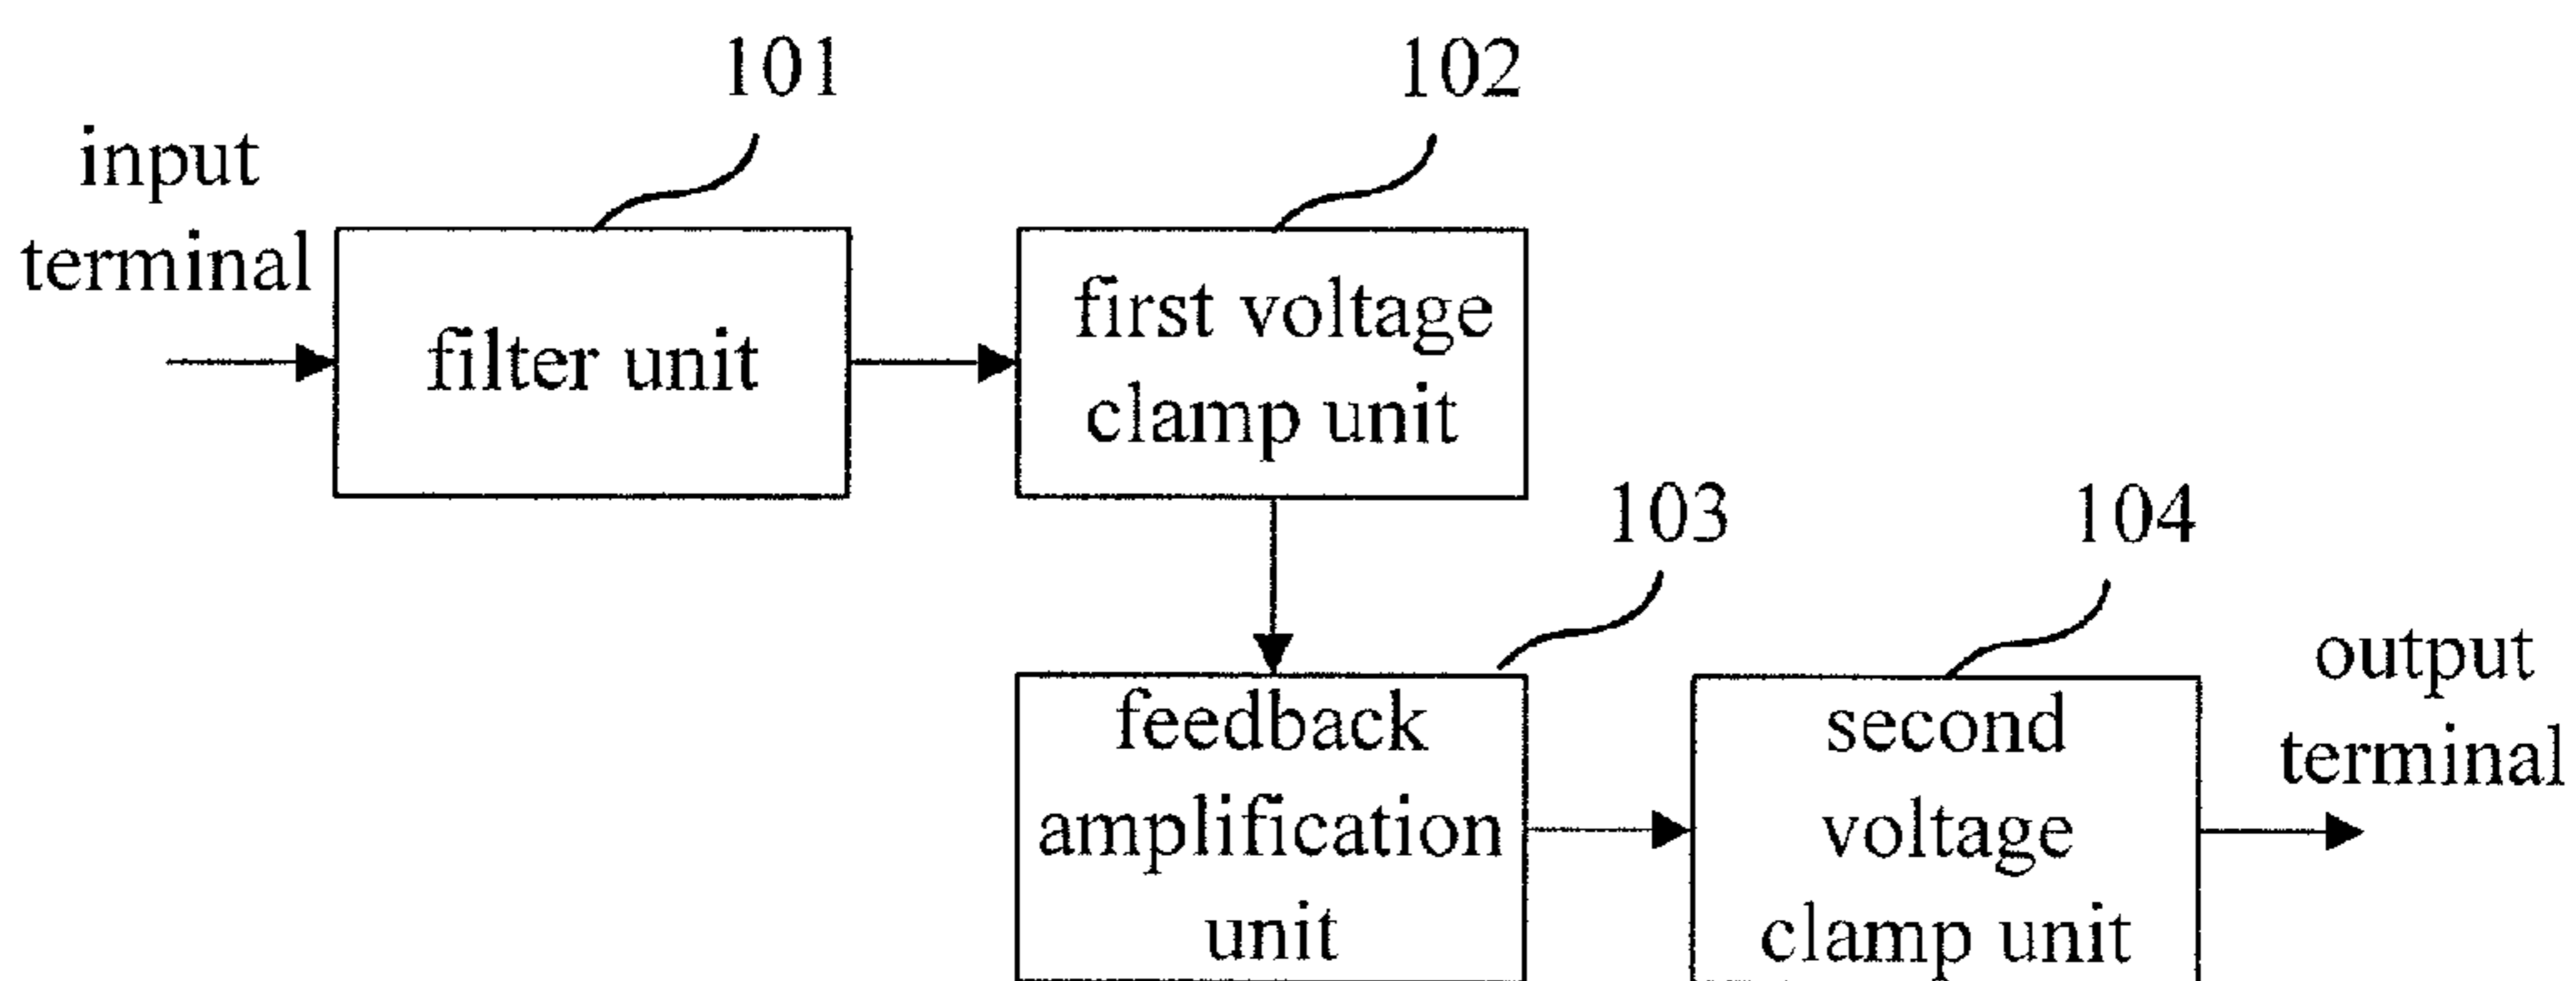 101
102
input
terminal
filter unit
first voltage
clamp unit
103
104
feedback
amplification
unit
second
voltage
clamp unit
output
terminal